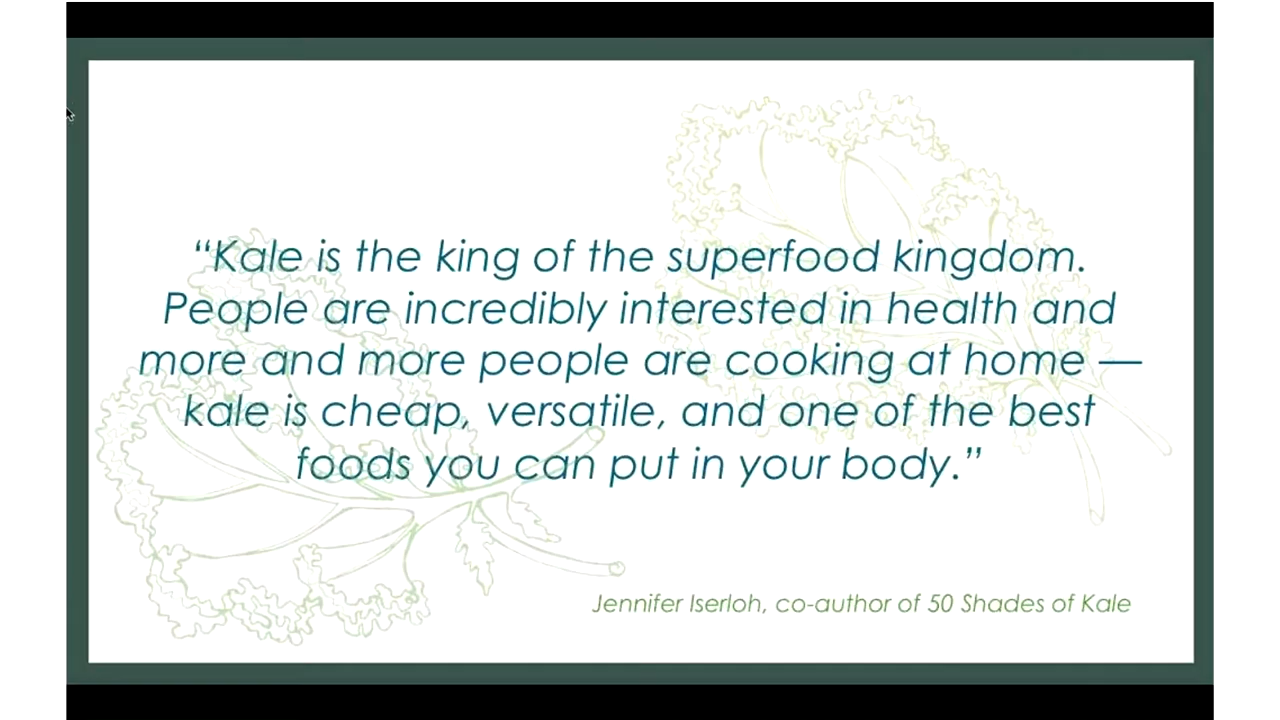 “Kale is the king of the superfood kingdom.
People are incredibly interested in health and
more and more people are cooking at home —
kale is cheap, versatile, and one of the best
foods you can put in your body.”
Jennifer Iserloh, co-author of 50 Shades of Kale